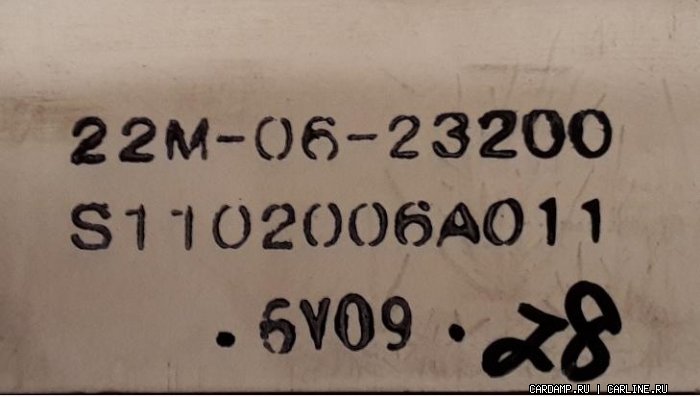 22M-06-23200
S1102006A011
. 6V09 . 28
CARDAMP.RU | CARLINE.RU